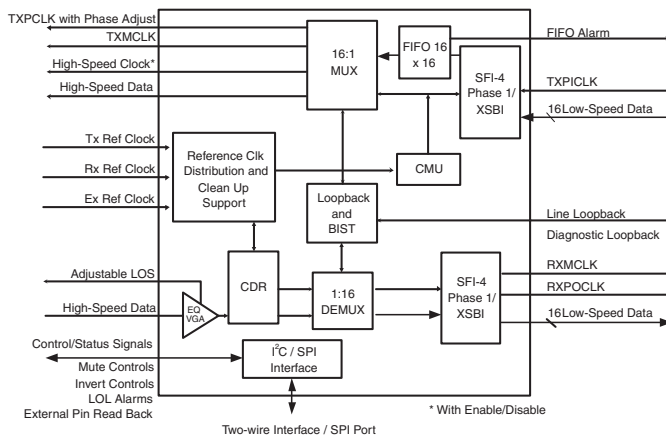 TXPCLK with Phase Adjust
TXMCLK
High-Speed Clock*
High-Speed Data
16:1
MUX
FIFO 16
x 16
SFI-4
Phase 1/
XSBI
FIFO Alarm
TXPICLK
16Low-Speed Data
Tx Ref Clock
Rx Ref Clock
Ex Ref Clock
Reference Clk
Distribution and
Clean Up
Support
CMU
Loopback
and
BIST
Line Loopback
Diagnostic Loopback
Adjustable LOS
High-Speed Data
EQ
VGA
CDR
1:16
DEMUX
SFI-4
Phase 1/
XSBI
RXMCLK
RXPOCLK
16Low-Speed Data
Control/Status Signals
Mute Controls
Invert Controls
LOL Alarms
External Pin Read Back
I²C / SPI
Interface
Two-wire Interface / SPI Port
* With Enable/Disable